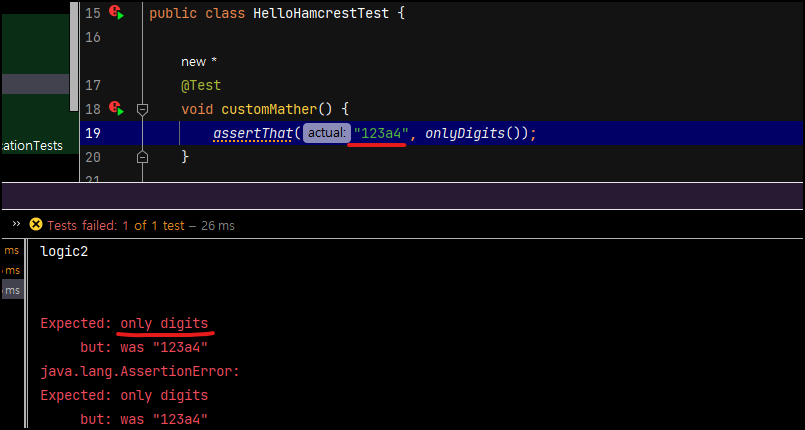 15 public class HelloHamcrestTest {
16
new *
17 @Test
18 void customMather() {
19 assertThat( actual: "123a4", onlyDigits());
cationTests
20 }
21
» Tests failed: 1 of 1 test – 26 ms
ms logic2
ms
ms
Expected: only digits
but: was "123a4"
java.lang.AssertionError:
Expected: only digits
but: was "123a4"